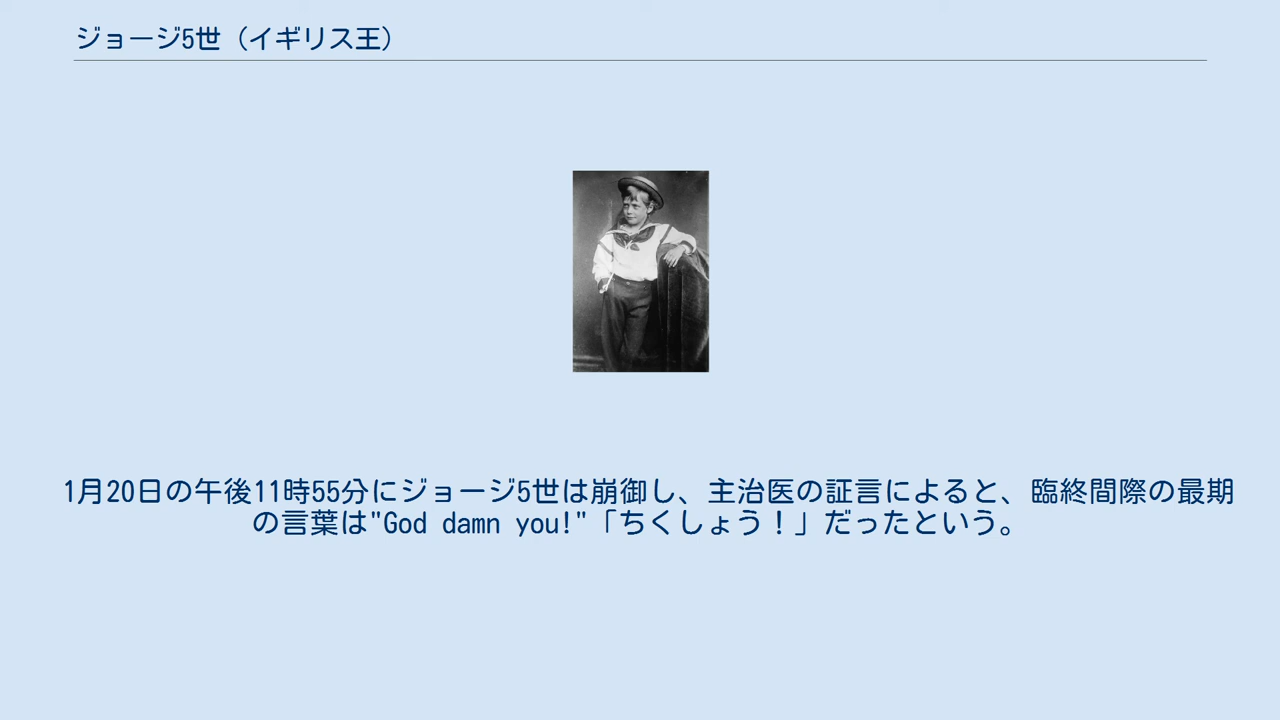 ジョージ5世（イギリス王）
1月20日の午後11時55分にジョージ5世は崩御し、主治医の証言によると、臨終間際の最期
の言葉は"God damn you!"「ちくしょう！」だったという。